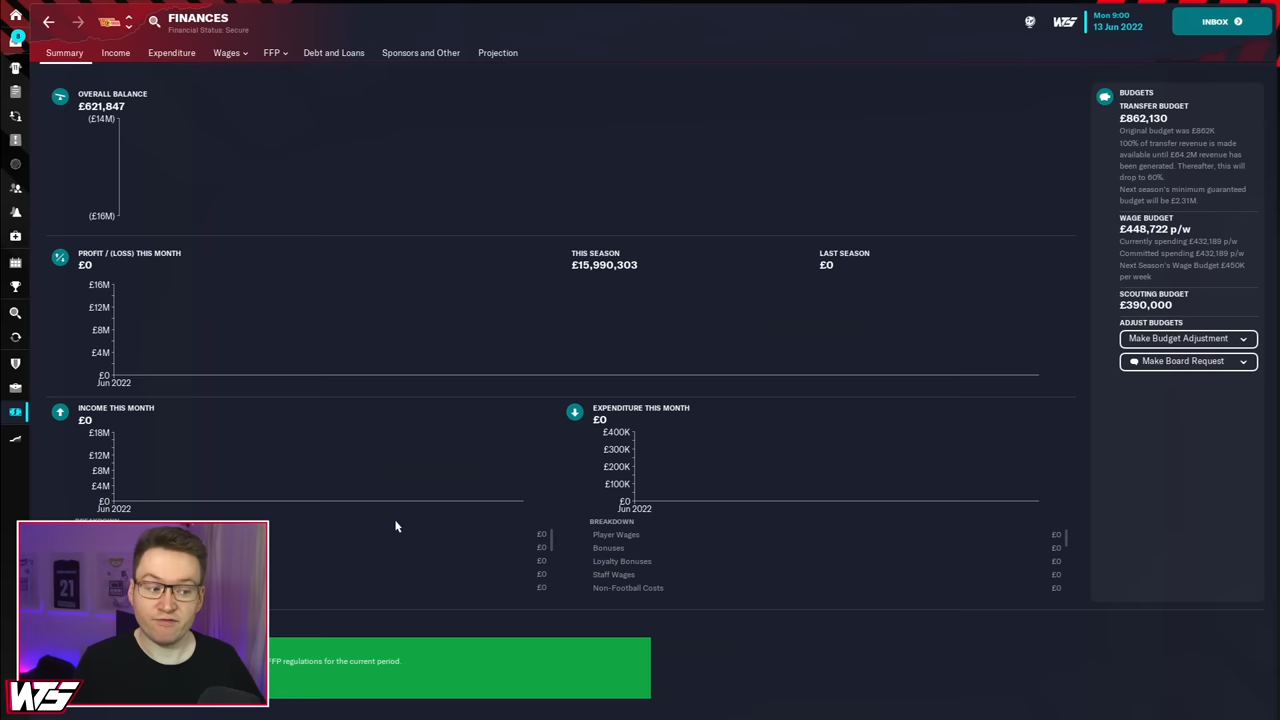 FINANCES
Financial Status: Secure
8
WTS
Mon 9:00
13 Jun 2022
INBOX
Summary
Income
Expenditure
Wages
FFP
Debt and Loans
Sponsors and Other
Projection
OVERALL BALANCE
£621,847
(£14M)
(£16M)
PROFIT / (LOSS) THIS MONTH
£0
THIS SEASON
£15,990,303
LAST SEASON
£0
£16M
£12M
£8M
£4M
£0
Jun 2022
INCOME THIS MONTH
£0
£18M
£12M
£8M
£4M
£0
Jun 2022
£0
£0
£0
£0
£0
EXPENDITURE THIS MONTH
£0
£400K
£300K
£200K
£100K
£0
Jun 2022
BREAKDOWN
Player Wages £0
Bonuses £0
Loyalty Bonuses £0
Staff Wages £0
Non-Football Costs £0
BUDGETS
TRANSFER BUDGET
£862,130
Original budget was £862K
100% of transfer revenue is made
available until £64.2M revenue has
been generated. Thereafter, this will
drop to 60%.
Next season's minimum guaranteed
budget will be £2.31M.
WAGE BUDGET
£448,722 p/w
Currently spending £432,189 p/w
Committed spending £432,189 p/w
Next Season's Wage Budget £450K
per week
SCOUTING BUDGET
£390,000
ADJUST BUDGETS
Make Budget Adjustment
Make Board Request
FFP regulations for the current period.
21
WTS